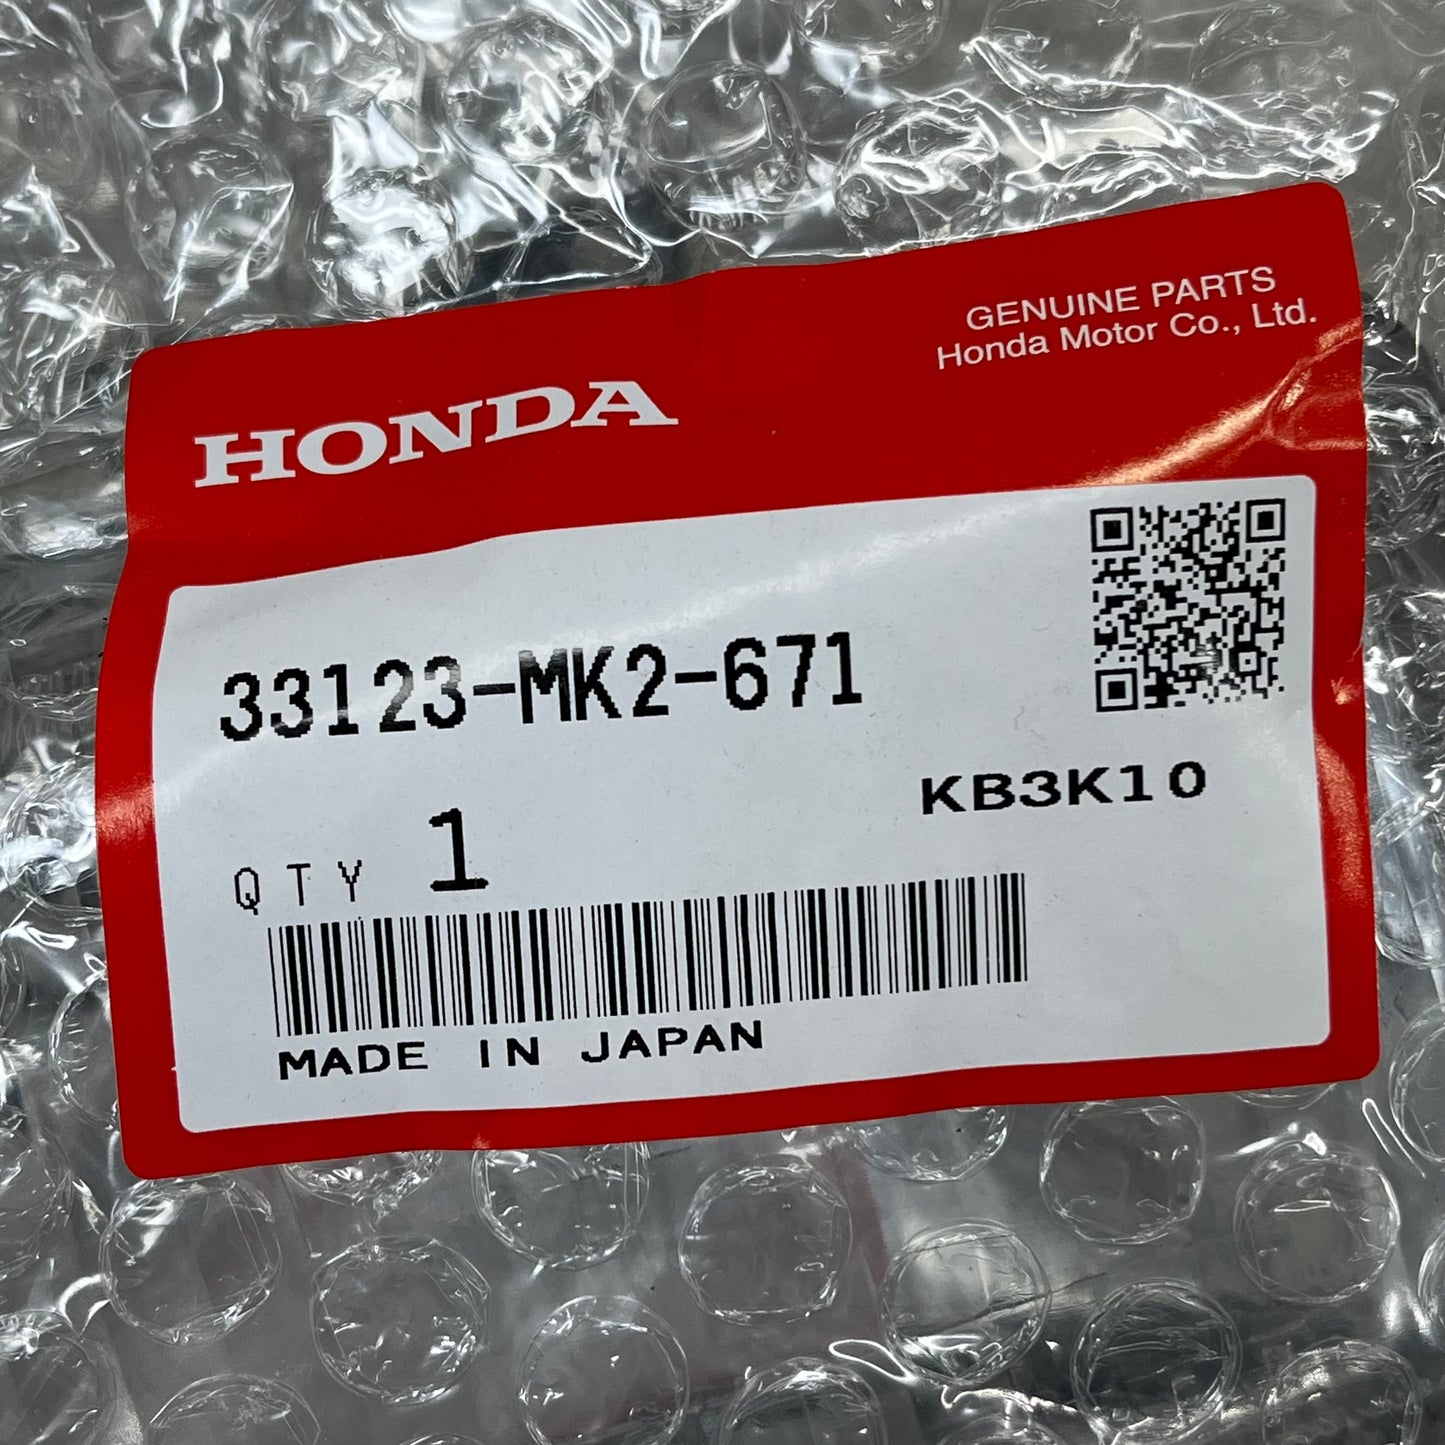 GENUINE PARTS
Honda Motor Co., Ltd.
HONDA
33123-MK2-671
KB3K10
QTY 1
MADE IN JAPAN